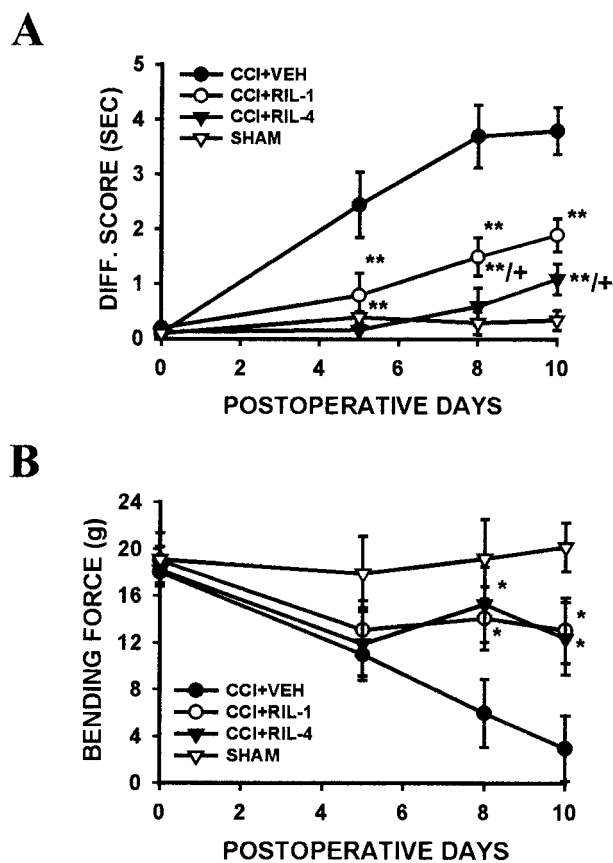 A
CCI+VEH
CCI+RIL-1
CCI+RIL-4
SHAM
DIFF. SCORE (SEC)
5
4
3
2
1
0
**
**
**
**/+
**
**/+
0 2 4 6 8 10
POSTOPERATIVE DAYS
B
BENDING FORCE (g)
24
20
16
12
8
4
0
*
*
*
*
CCI+VEH
CCI+RIL-1
CCI+RIL-4
SHAM
0 2 4 6 8 10
POSTOPERATIVE DAYS